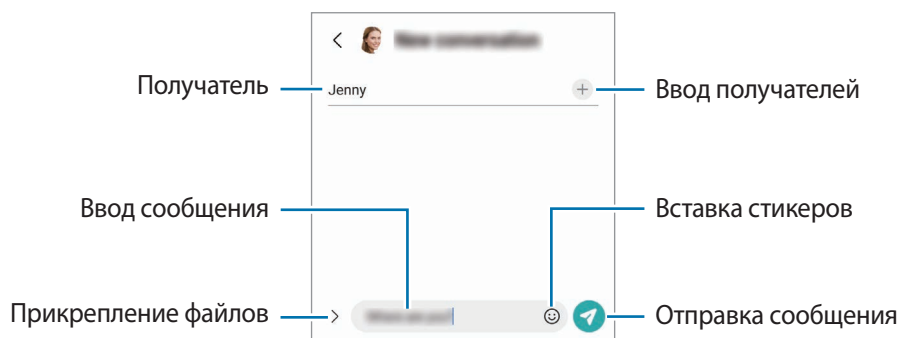 Получатель
Jenny
Ввод получателей
Ввод сообщения
Вставка стикеров
Прикрепление файлов
Отправка сообщения